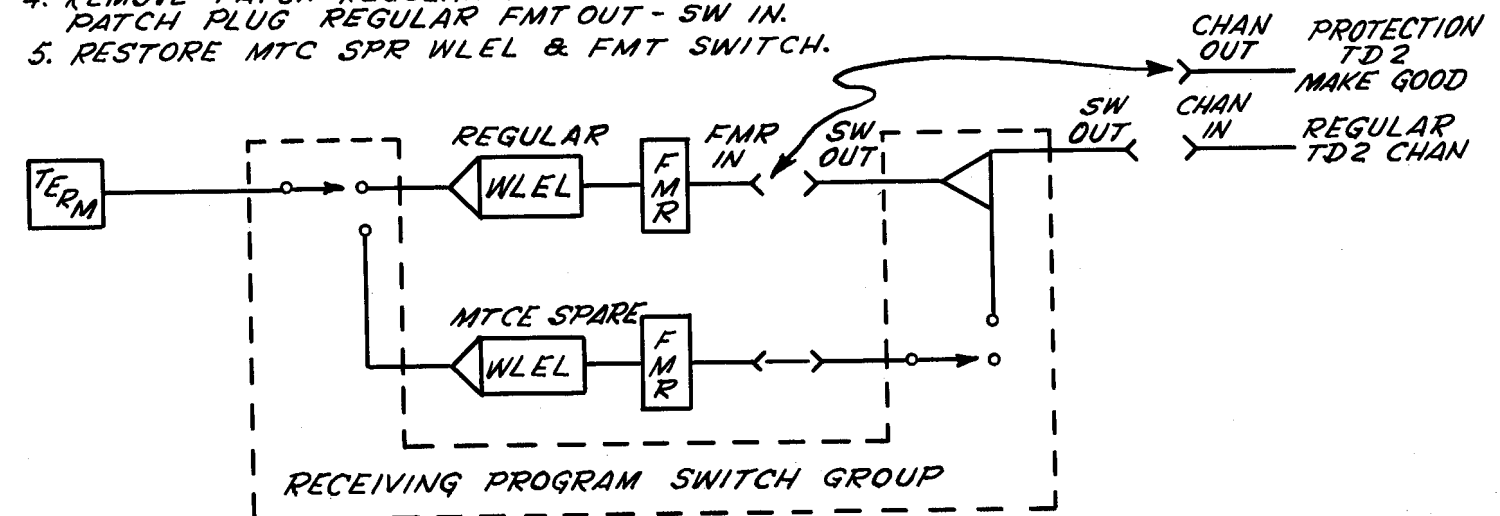 PATCH PLUG REGULAR FMT OUT - SW IN.
5. RESTORE MTC SPR WLEL & FMT SWITCH.
CHAN OUT
PROTECTION
TD2
MAKE GOOD
SW OUT
CHAN IN
REGULAR
TD2 CHAN
TERM
REGULAR
WLEL
FMR
FMR IN
SW OUT
MTCE SPARE
WLEL
FMR
RECEIVING PROGRAM SWITCH GROUP